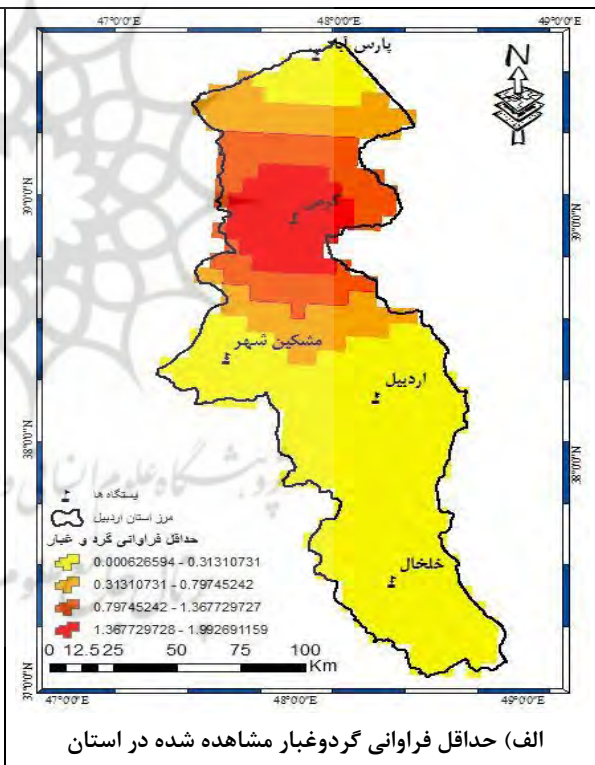 47°0'0"E 48°0'0"E 49°0'0"E
پارس آباد
N
39°0'0"N 39°0'0"N
گرمی
مشکین شهر
اردبیل
38°0'0"N 38°0'0"N
خلخال
ایستگاه ها
مرز استان اردبیل
حداقل فراوانی گرد و غبار
0.000626594 - 0.31310731
0.31310731 - 0.79745242
0.79745242 - 1.367729727
1.367729728 - 1.992691159
0 12.5 25 50 75 100
Km
37°0'0"N 37°0'0"N
47°0'0"E 48°0'0"E 49°0'0"E
الف) حداقل فراوانی گردوغبار مشاهده شده در استان